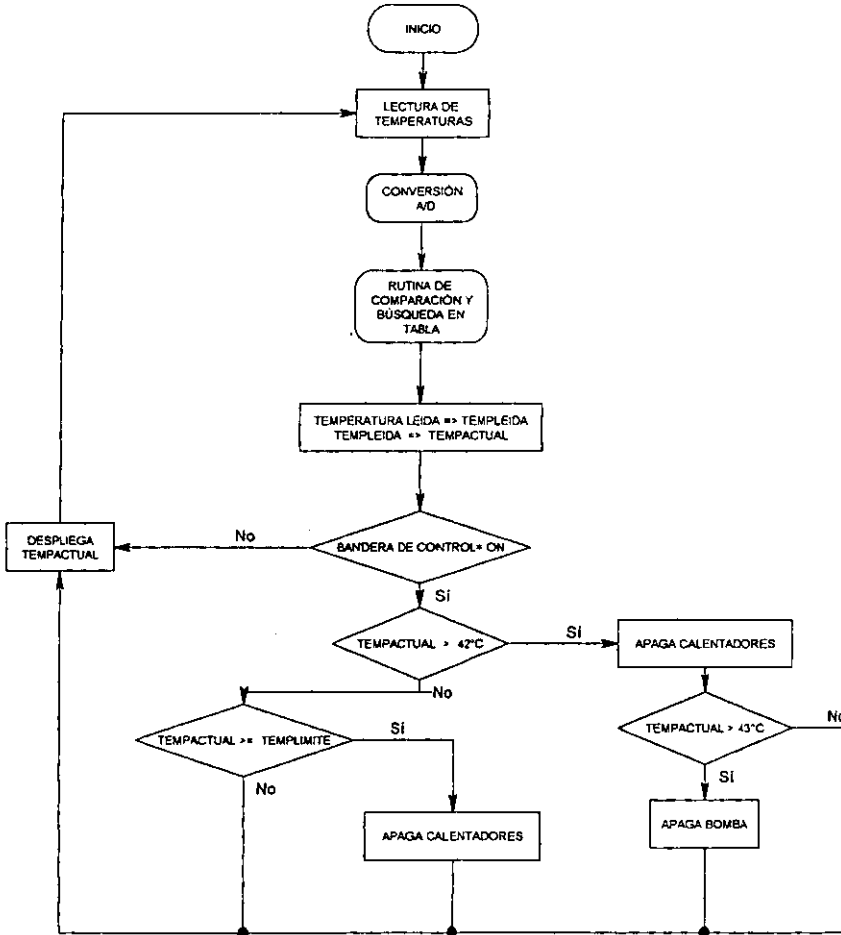 INICIO
LECTURA DE
TEMPERATURAS
CONVERSIÓN
A/D
RUTINA DE
COMPARACIÓN Y
BÚSQUEDA EN
TABLA
TEMPERATURA LEIDA => TEMPLEIDA
TEMPLEIDA => TEMPACTUAL
DESPLIEGA
TEMPACTUAL
No
BANDERA DE CONTROL= ON
Sí
TEMPACTUAL > 42°C
Sí
APAGA CALENTADORES
No
TEMPACTUAL >= TEMPLIMITE
Sí
No
TEMPACTUAL > 43°C
No
Sí
APAGA CALENTADORES
APAGA BOMBA